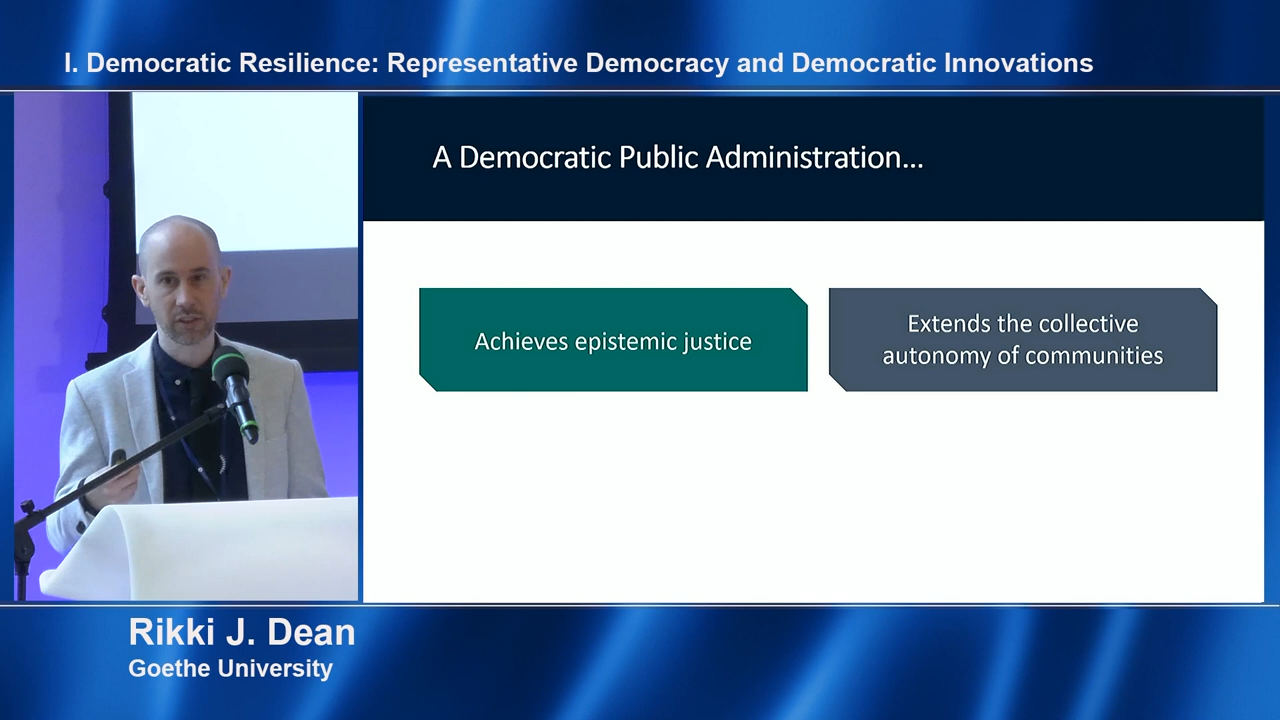 I. Democratic Resilience: Representative Democracy and Democratic Innovations
A Democratic Public Administration...
Achieves epistemic justice
Extends the collective
autonomy of communities
Rikki J. Dean
Goethe University